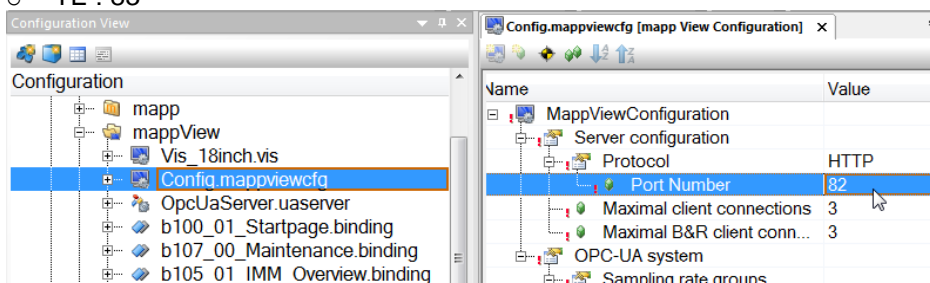 Configuration View
Configuration
mapp
mappView
Vis_18inch.vis
Config.mappviewcfg
OpcUaServer.uaserver
b100_01_Startpage.binding
b107_00_Maintenance.binding
b105_01_IMM_Overview.binding
Config.mappviewcfg [mapp View Configuration] X
Name Value
MappViewConfiguration
Server configuration
Protocol HTTP
Port Number 82
Maximal client connections 3
Maximal B&R client conn... 3
OPC-UA system
Sampling rate groups